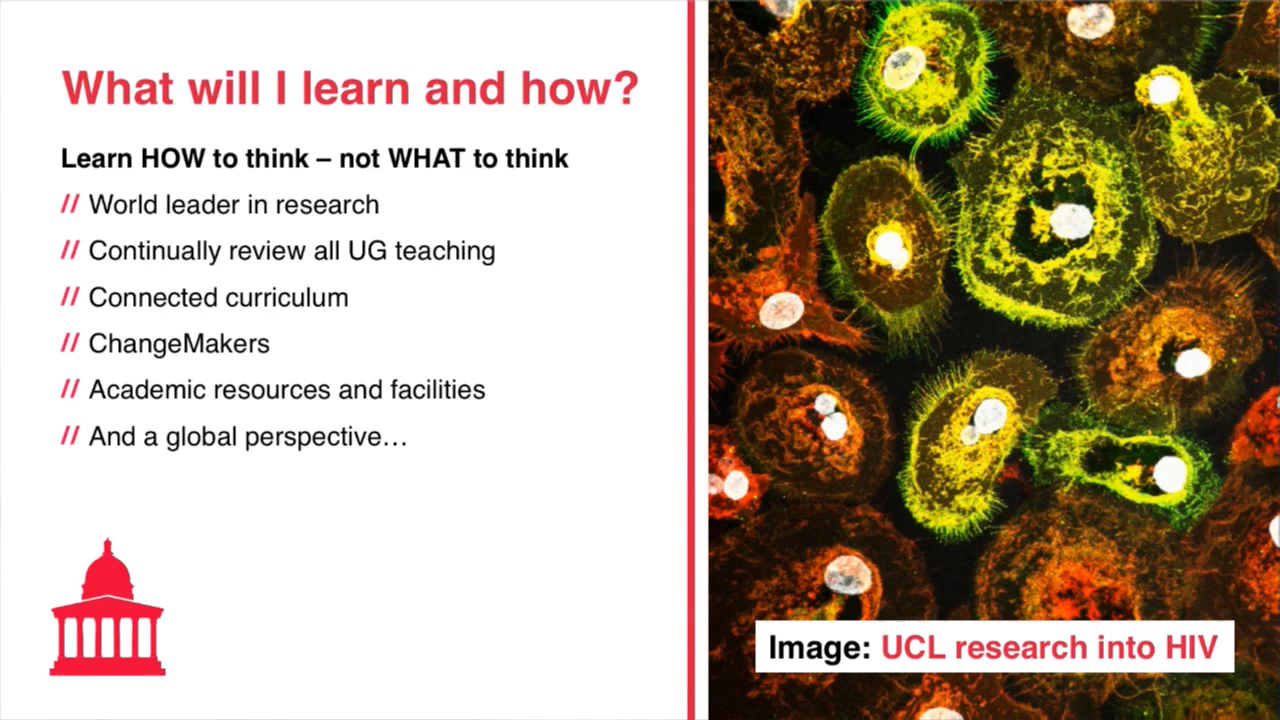 What will I learn and how?
Learn HOW to think – not WHAT to think
// World leader in research
// Continually review all UG teaching
// Connected curriculum
// ChangeMakers
// Academic resources and facilities
// And a global perspective…
Image: UCL research into HIV